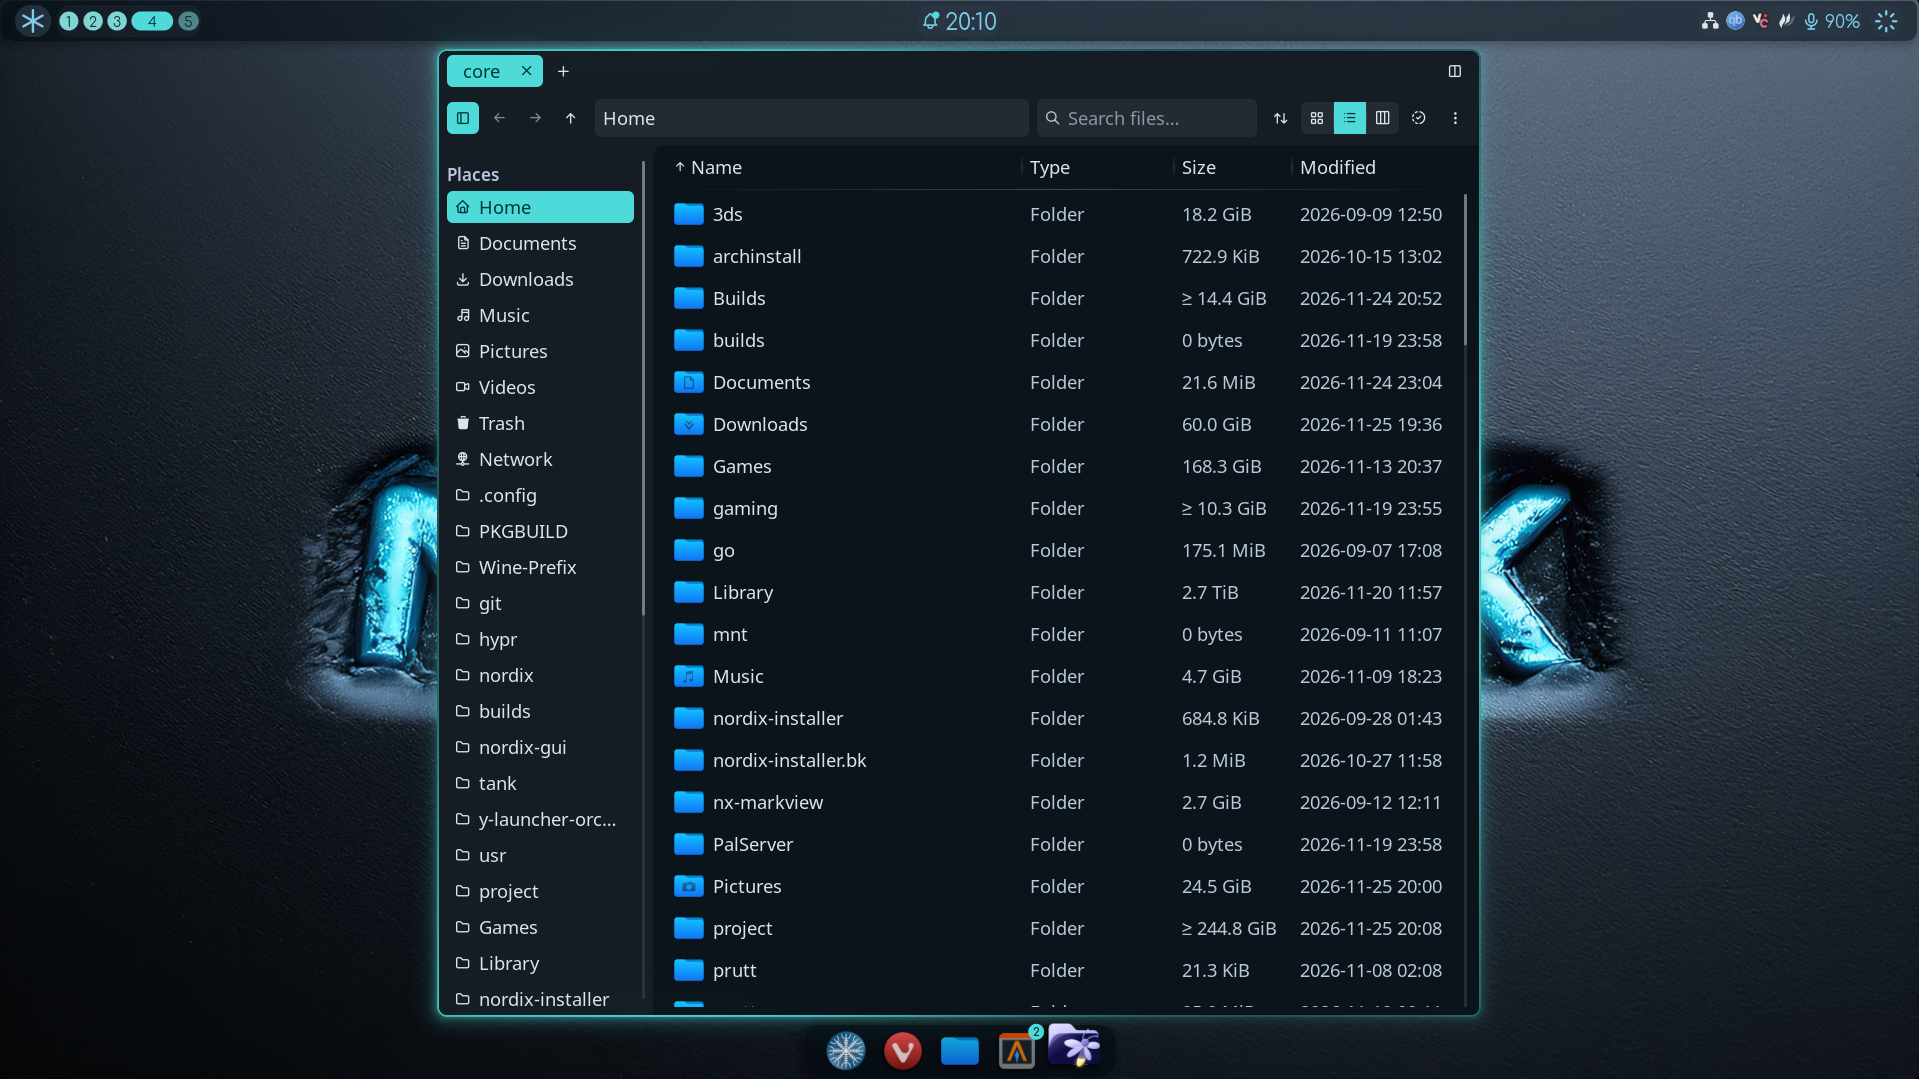 1 2 3 4 5
20:10
90%
core
Home
Search files...
Places
Home
Documents
Downloads
Music
Pictures
Videos
Trash
Network
.config
PKGBUILD
Wine-Prefix
git
hypr
nordix
builds
nordix-gui
tank
y-launcher-orc...
usr
project
Games
Library
nordix-installer
Name Type Size Modified
3ds Folder 18.2 GiB 2026-09-09 12:50
archinstall Folder 722.9 KiB 2026-10-15 13:02
Builds Folder ≥ 14.4 GiB 2026-11-24 20:52
builds Folder 0 bytes 2026-11-19 23:58
Documents Folder 21.6 MiB 2026-11-24 23:04
Downloads Folder 60.0 GiB 2026-11-25 19:36
Games Folder 168.3 GiB 2026-11-13 20:37
gaming Folder ≥ 10.3 GiB 2026-11-19 23:55
go Folder 175.1 MiB 2026-09-07 17:08
Library Folder 2.7 TiB 2026-11-20 11:57
mnt Folder 0 bytes 2026-09-11 11:07
Music Folder 4.7 GiB 2026-11-09 18:23
nordix-installer Folder 684.8 KiB 2026-09-28 01:43
nordix-installer.bk Folder 1.2 MiB 2026-10-27 11:58
nx-markview Folder 2.7 GiB 2026-09-12 12:11
PalServer Folder 0 bytes 2026-11-19 23:58
Pictures Folder 24.5 GiB 2026-11-25 20:00
project Folder ≥ 244.8 GiB 2026-11-25 20:08
prutt Folder 21.3 KiB 2026-11-08 02:08
2